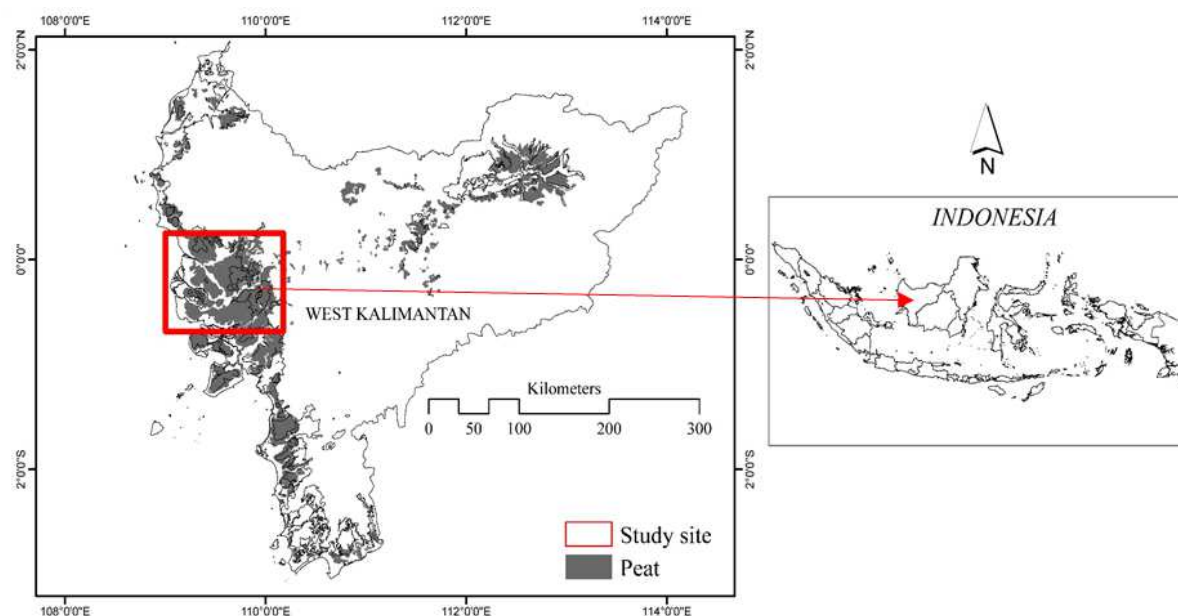 108°0'0"E 110°0'0"E 112°0'0"E 114°0'0"E
2°0'0"N 2°0'0"N
N
INDONESIA
0°0'0" 0°0'0"
WEST KALIMANTAN
Kilometers
0 50 100 200 300
2°0'0"S 2°0'0"S
Study site
Peat
108°0'0"E 110°0'0"E 112°0'0"E 114°0'0"E